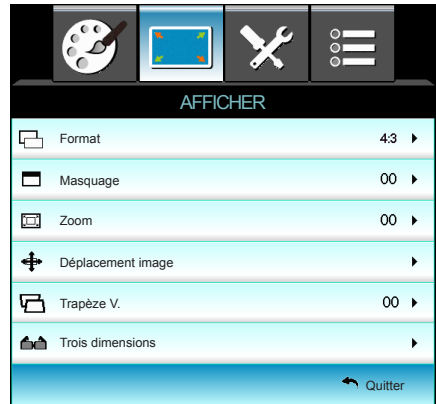 AFFICHER
Format 4:3
Masquage 00
Zoom 00
Déplacement image
Trapèze V. 00
Trois dimensions
Quitter